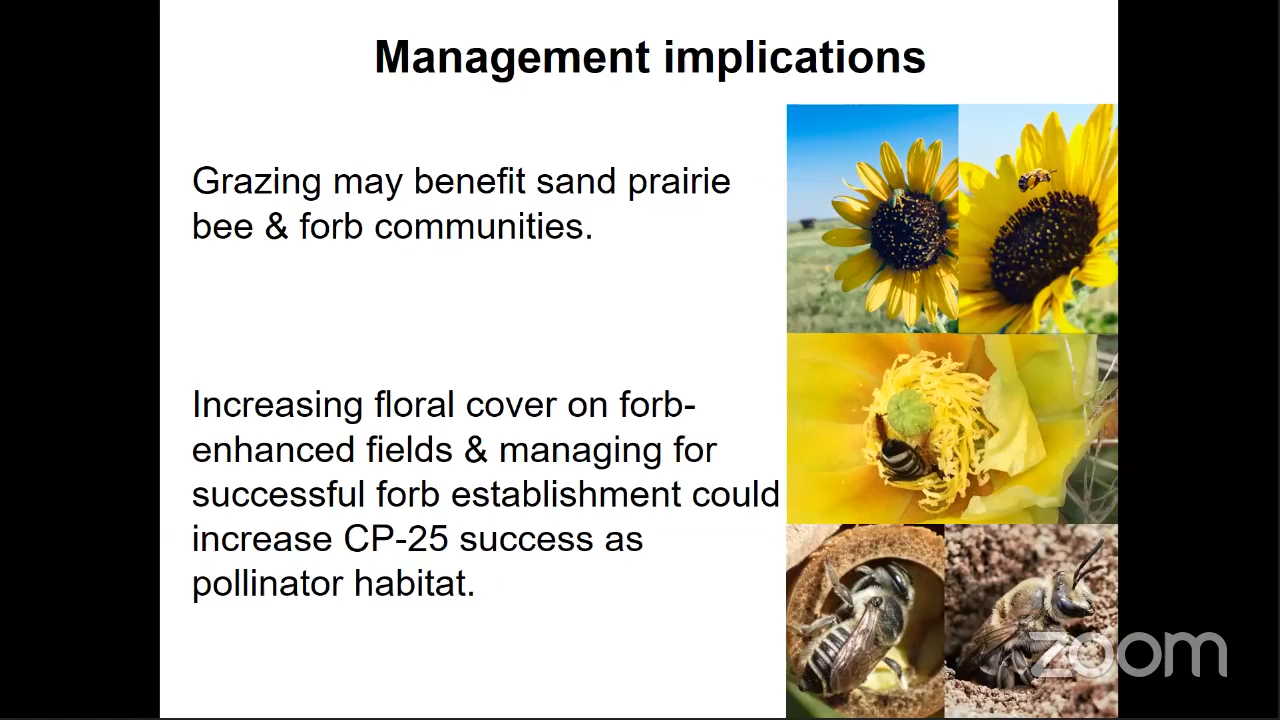 Management implications
Grazing may benefit sand prairie
bee & forb communities.
Increasing floral cover on forb-
enhanced fields & managing for
successful forb establishment could
increase CP-25 success as
pollinator habitat.
zoom